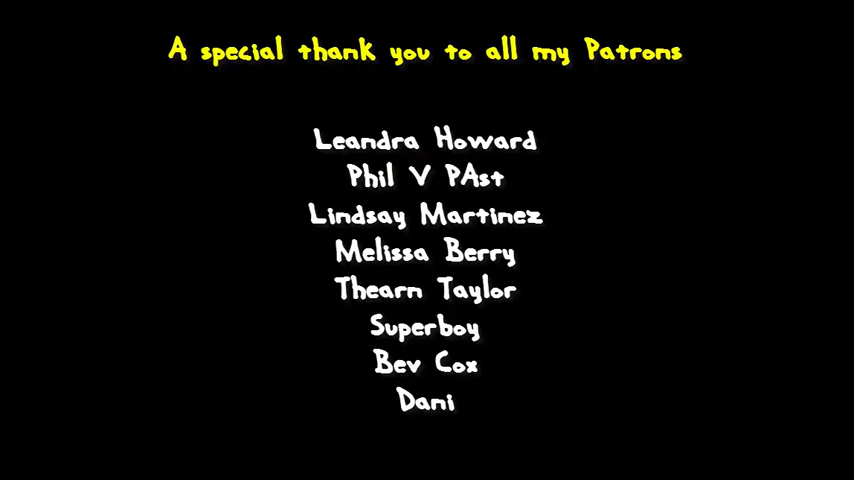 A special thank you to all my Patrons
Leandra Howard
Phil V PAst
Lindsay Martinez
Melissa Berry
Thearn Taylor
Superboy
Bev Cox
Dani